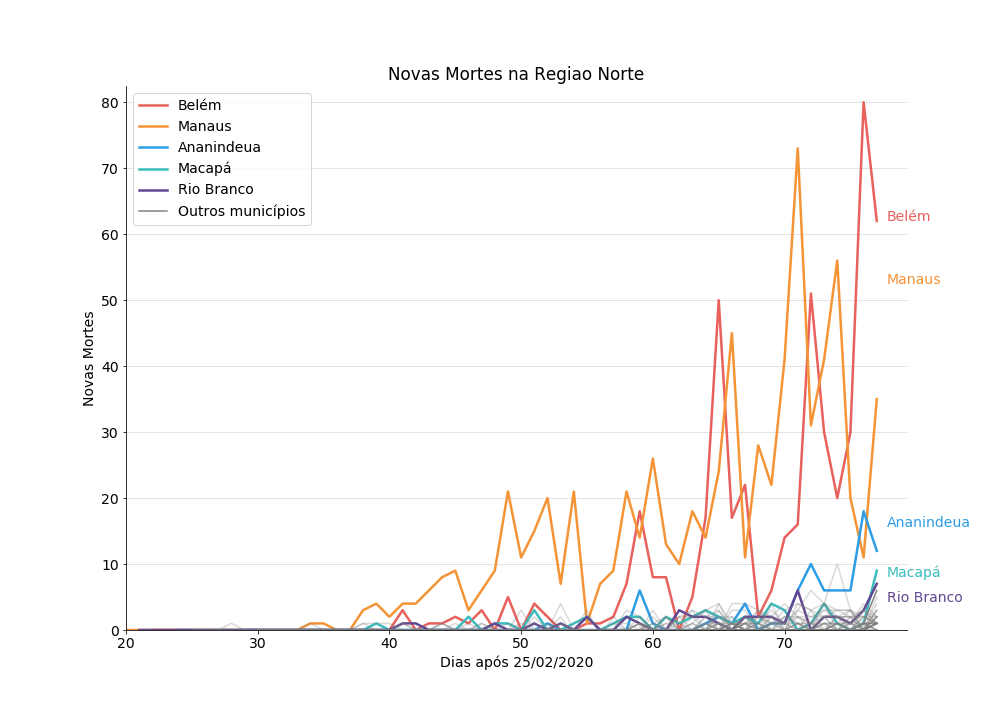 Novas Mortes na Regiao Norte
Belém
Manaus
Ananindeua
Macapá
Rio Branco
Outros municípios
80
70
60
50
40
30
20
10
0
Novas Mortes
20
30
40
50
60
70
Dias após 25/02/2020
Belém
Manaus
Ananindeua
Macapá
Rio Branco